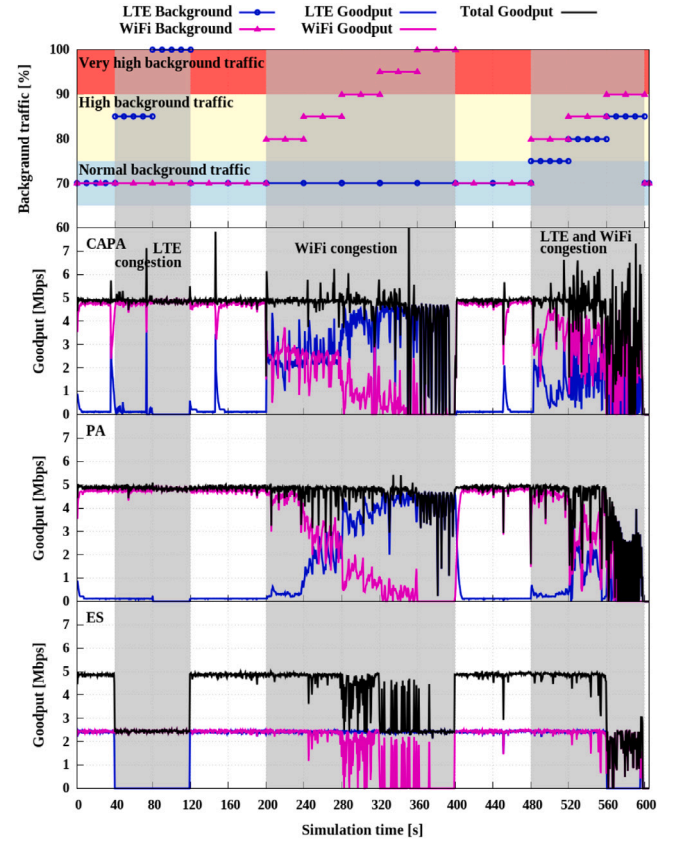 LTE Background LTE Goodput Total Goodput
WiFi Background WiFi Goodput
Background traffic [%]
100
90
80
70
60
Very high background traffic
High background traffic
Normal background traffic
Goodput [Mbps]
7
6
5
4
3
2
1
0
CAPA
LTE
congestion
WiFi congestion
LTE and WiFi
congestion
Goodput [Mbps]
7
6
5
4
3
2
1
0
PA
Goodput [Mbps]
7
6
5
4
3
2
1
0
ES
0 40 80 120 160 200 240 280 320 360 400 440 480 520 560 600
Simulation time [s]